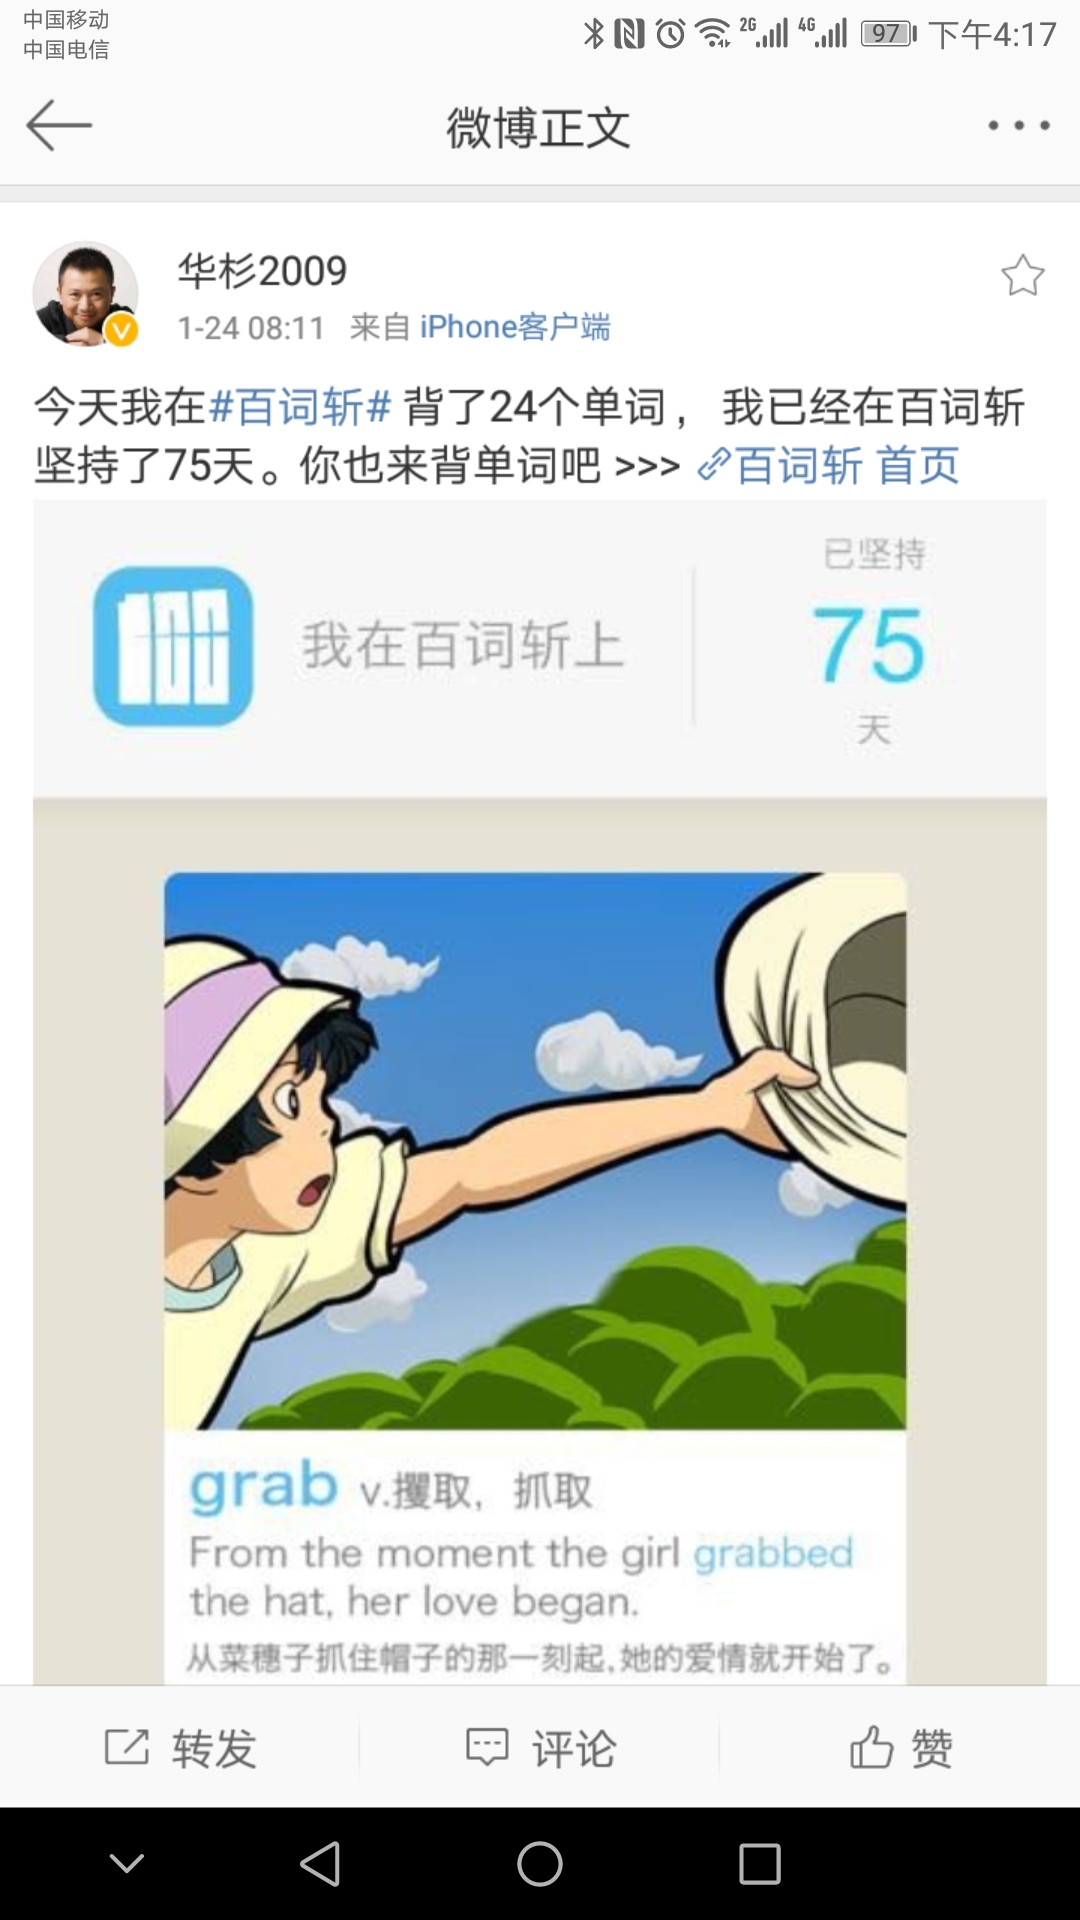 中国移动
中国电信
2G 4G 97 下午4:17
微博正文
华杉2009
1-24 08:11 来自 iPhone客户端
今天我在#百词斩# 背了24个单词，我已经在百词斩
坚持了75天。你也来背单词吧 >>> 百词斩 首页
已坚持
100 我在百词斩上
75
天
grab v.攫取，抓取
From the moment the girl grabbed
the hat, her love began.
从菜穗子抓住帽子的那一刻起,她的爱情就开始了。
转发 评论 赞